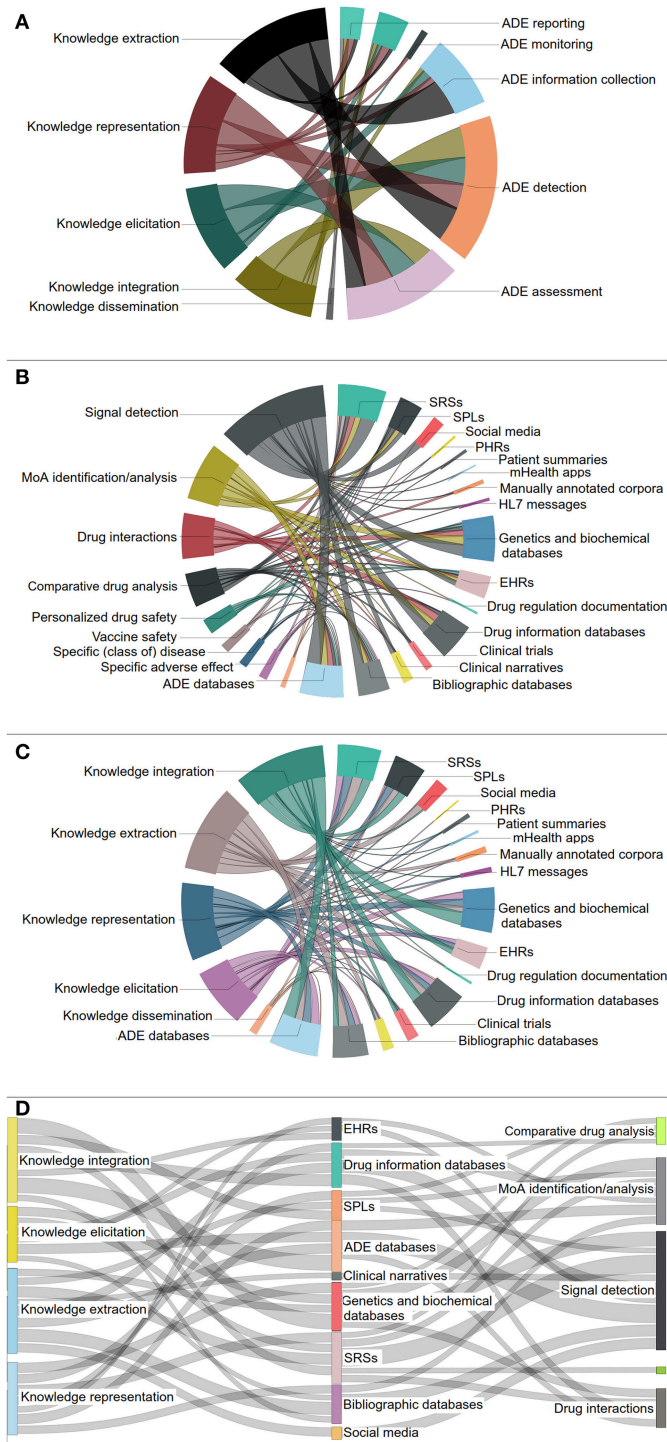 A
Knowledge extraction
ADE reporting
ADE monitoring
ADE information collection
Knowledge representation
ADE detection
Knowledge elicitation
Knowledge integration
ADE assessment
Knowledge dissemination
B
Signal detection
SRSs
SPLs
Social media
PHRs
Patient summaries
mHealth apps
Manually annotated corpora
HL7 messages
MoA identification/analysis
Drug interactions
Genetics and biochemical
databases
Comparative drug analysis
EHRs
Personalized drug safety
Drug regulation documentation
Vaccine safety
Drug information databases
Specific (class of) disease
Clinical trials
Specific adverse effect
Clinical narratives
ADE databases
Bibliographic databases
C
Knowledge integration
SRSs
SPLs
Social media
PHRs
Patient summaries
mHealth apps
Knowledge extraction
Manually annotated corpora
HL7 messages
Knowledge representation
Genetics and biochemical
databases
EHRs
Knowledge elicitation
Drug regulation documentation
Knowledge dissemination
Drug information databases
ADE databases
Clinical trials
Bibliographic databases
D
EHRs
Comparative drug analysis
Knowledge integration
Drug information databases
MoA identification/analysis
SPLs
Knowledge elicitation
ADE databases
Clinical narratives
Signal detection
Knowledge extraction
Genetics and biochemical
databases
SRSs
Knowledge representation
Bibliographic databases
Drug interactions
Social media